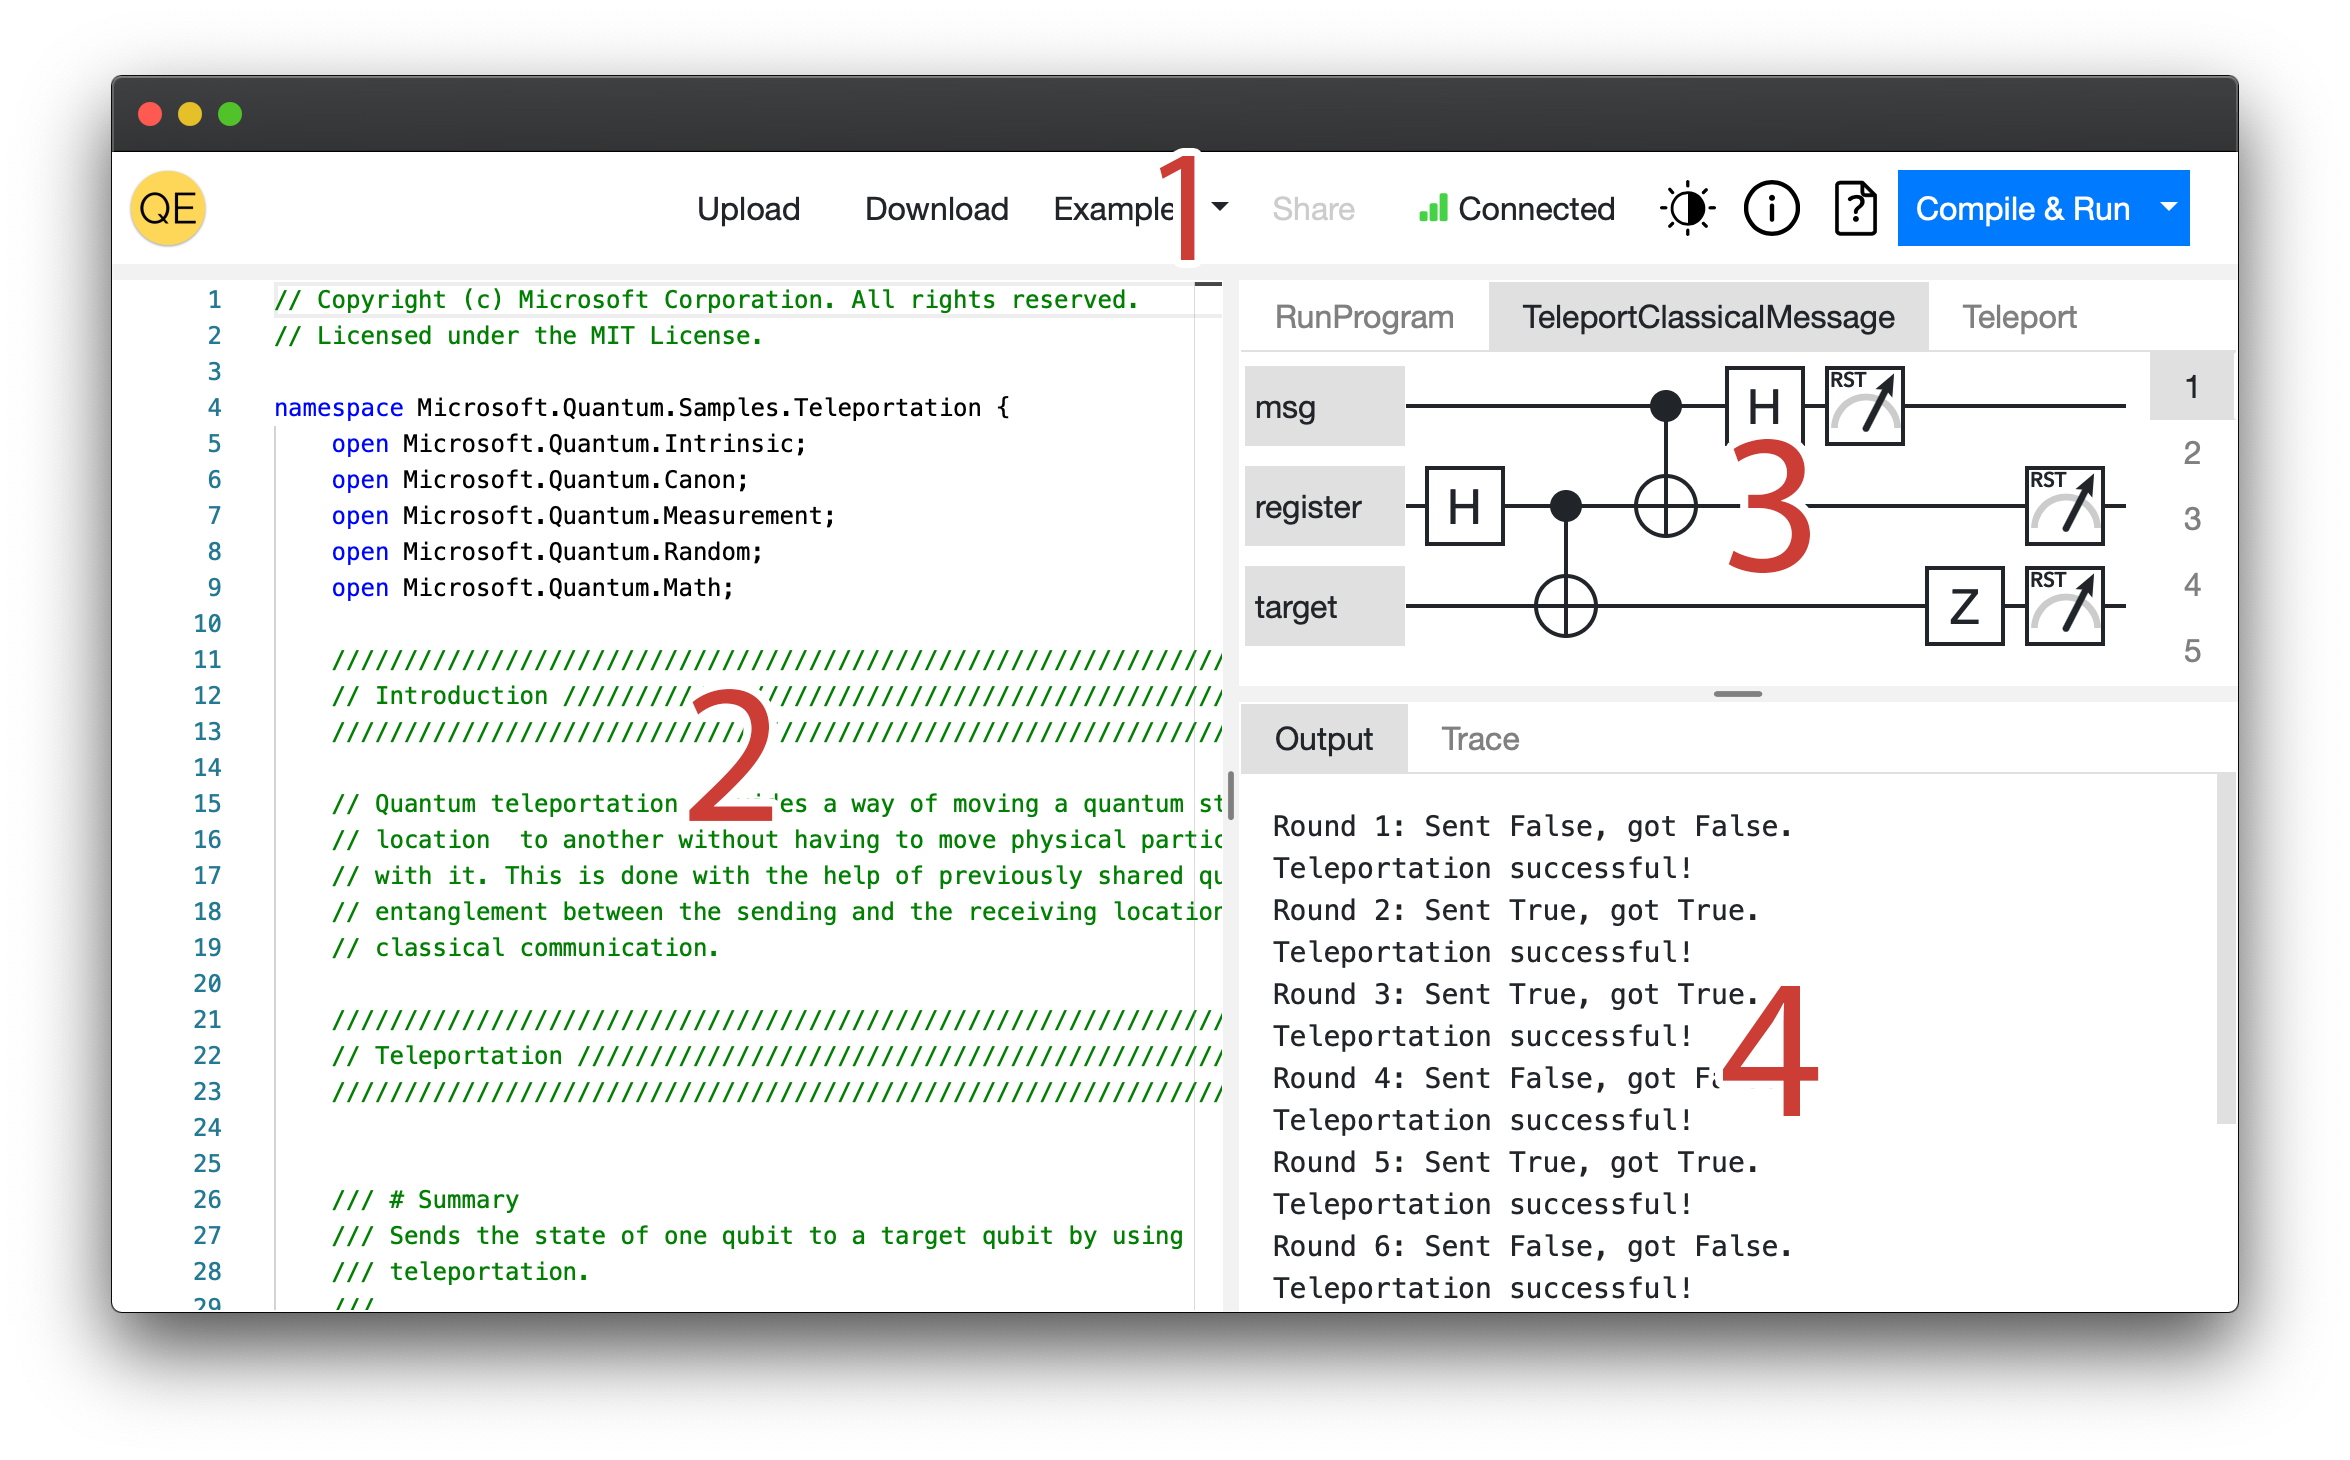 QE Upload Download Example 1 Share Connected Compile & Run
1 // Copyright (c) Microsoft Corporation. All rights reserved.
2 // Licensed under the MIT License.
3
4 namespace Microsoft.Quantum.Samples.Teleportation {
5 open Microsoft.Quantum.Intrinsic;
6 open Microsoft.Quantum.Canon;
7 open Microsoft.Quantum.Measurement;
8 open Microsoft.Quantum.Random;
9 open Microsoft.Quantum.Math;
10
11 //////////////////////////////////////////////////////////////
12 // Introduction //////////////////////////////////////////////
13 //////////////////////////////////////////////////////////////
14
15 // Quantum teleportation a way of moving a quantum st
16 // location  to another without having to move physical partic
17 // with it. This is done with the help of previously shared qu
18 // entanglement between the sending and the receiving location
19 // classical communication.
20
21 //////////////////////////////////////////////////////////////
22 // Teleportation /////////////////////////////////////////////
23 //////////////////////////////////////////////////////////////
24
25
26 /// # Summary
27 /// Sends the state of one qubit to a target qubit by using
28 /// teleportation.
29 ///
2
RunProgram TeleportClassicalMessage Teleport
msg H RST
register H RST
target Z RST
3
1
2
3
4
5
Output Trace
Round 1: Sent False, got False.
Teleportation successful!
Round 2: Sent True, got True.
Teleportation successful!
Round 3: Sent True, got True.
Teleportation successful!
Round 4: Sent False, got
Teleportation successful!
Round 5: Sent True, got True.
Teleportation successful!
Round 6: Sent False, got False.
Teleportation successful!
4